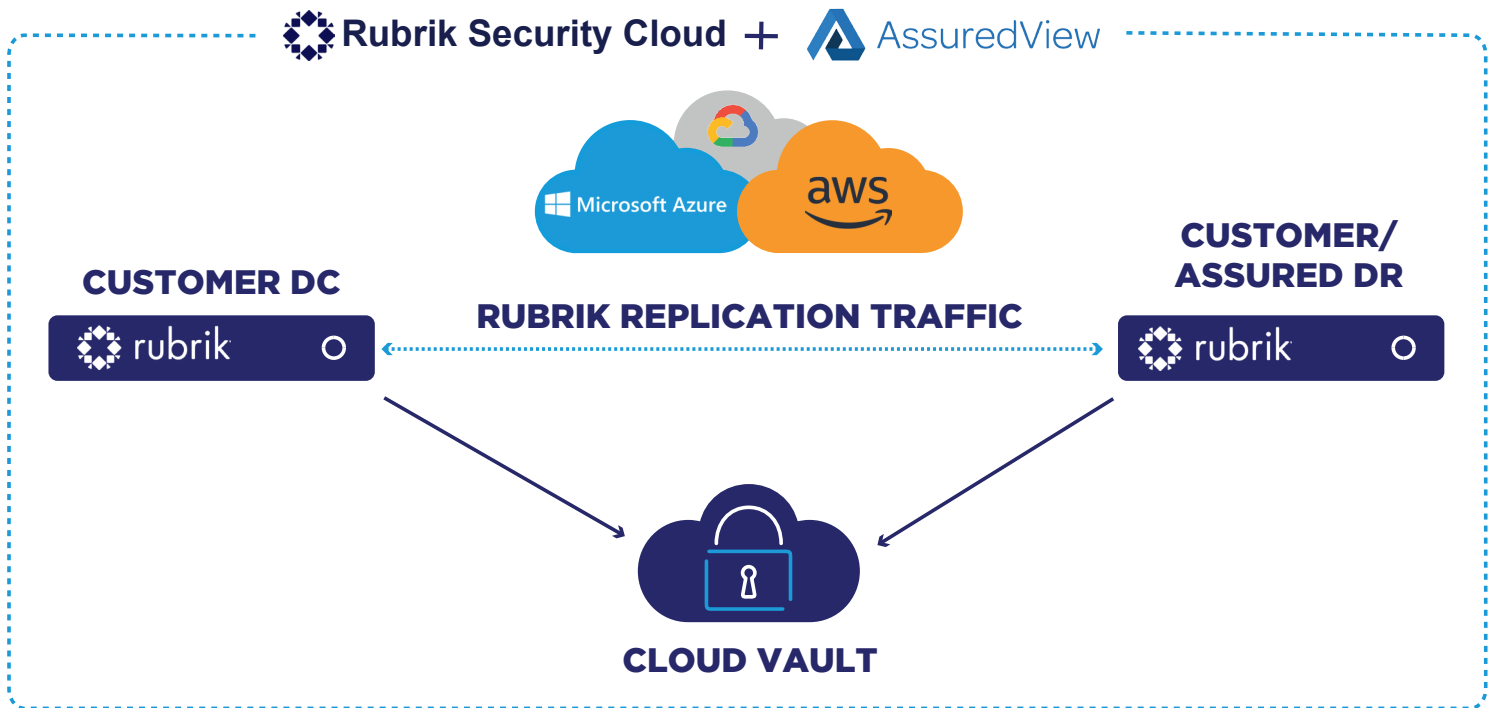 Rubrik Security Cloud + AssuredView
Microsoft Azure
aws
CUSTOMER DC
CUSTOMER/
ASSURED DR
RUBRIK REPLICATION TRAFFIC
rubrik
rubrik
CLOUD VAULT